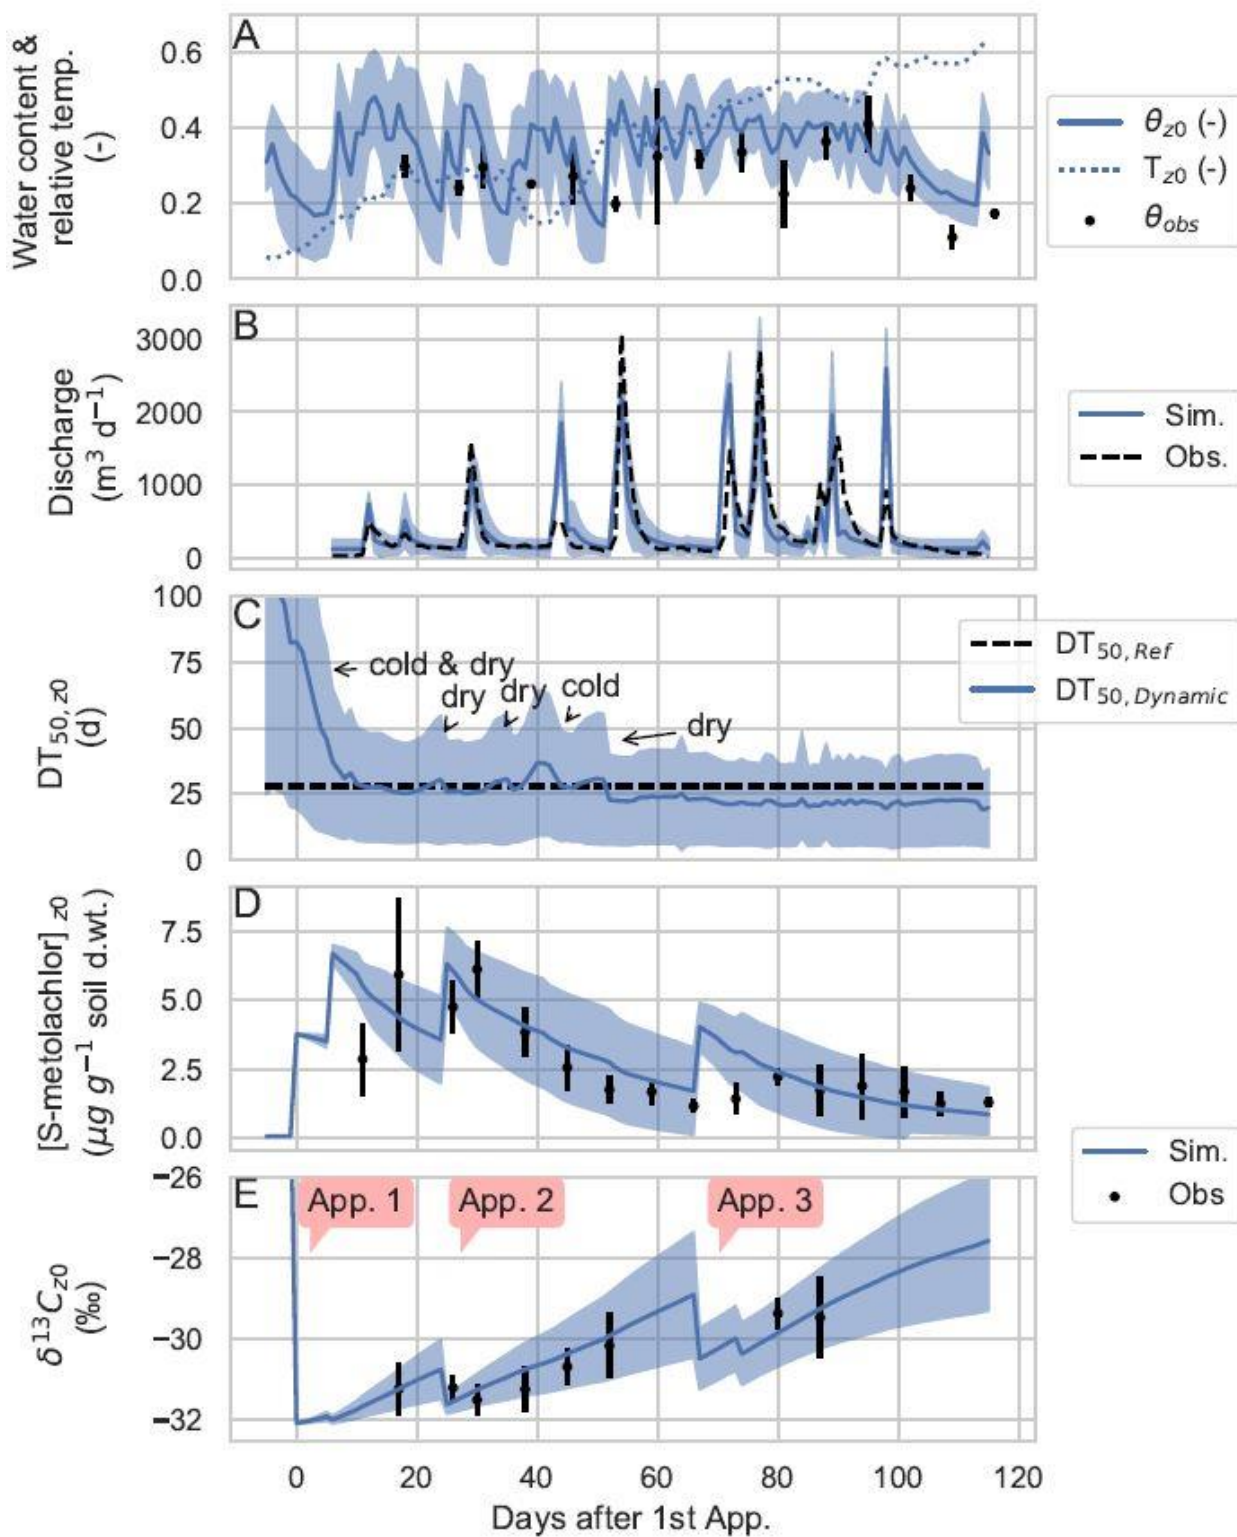 A
Water content &
relative temp.
(-)
0.6
0.4
0.2
0.0
θz0 (-)
Tz0 (-)
θobs
B
Discharge
(m³ d⁻¹)
3000
2000
1000
0
Sim.
Obs.
C
DT50, z0
(d)
100
75
50
25
0
cold & dry
dry
dry
cold
dry
DT50, Ref
DT50, Dynamic
D
[S-metolachlor] z0
(μg g⁻¹ soil d.wt.)
7.5
5.0
2.5
0.0
Sim.
Obs
E
δ¹³Cz0
(‰)
−26
−28
−30
−32
App. 1
App. 2
App. 3
0 20 40 60 80 100 120
Days after 1st App.